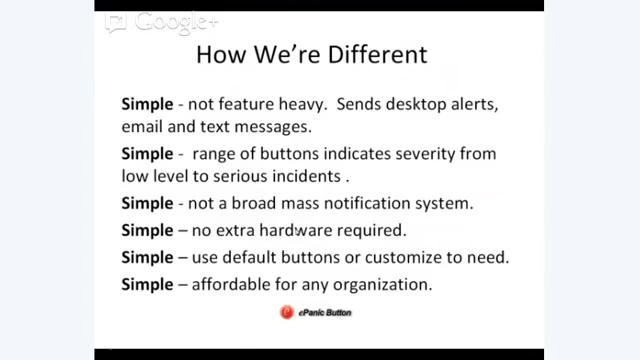 Google+
How We're Different
Simple - not feature heavy. Sends desktop alerts,
email and text messages.
Simple - range of buttons indicates severity from
low level to serious incidents .
Simple - not a broad mass notification system.
Simple – no extra hardware required.
Simple – use default buttons or customize to need.
Simple – affordable for any organization.
e ePanic Button